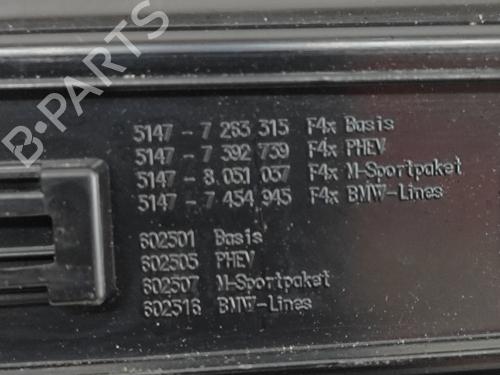 B-PARTS
5147 - 7 263 315 F4x Basis
5147 - 7 392 739 F4x PHEV
5147 - 8 051 037 F4x M-Sportpaket
5147 - 7 454 945 F4x BMW-Lines
602501 Basis
602505 PHEV
602507 M-Sportpaket
602516 BMW-Lines